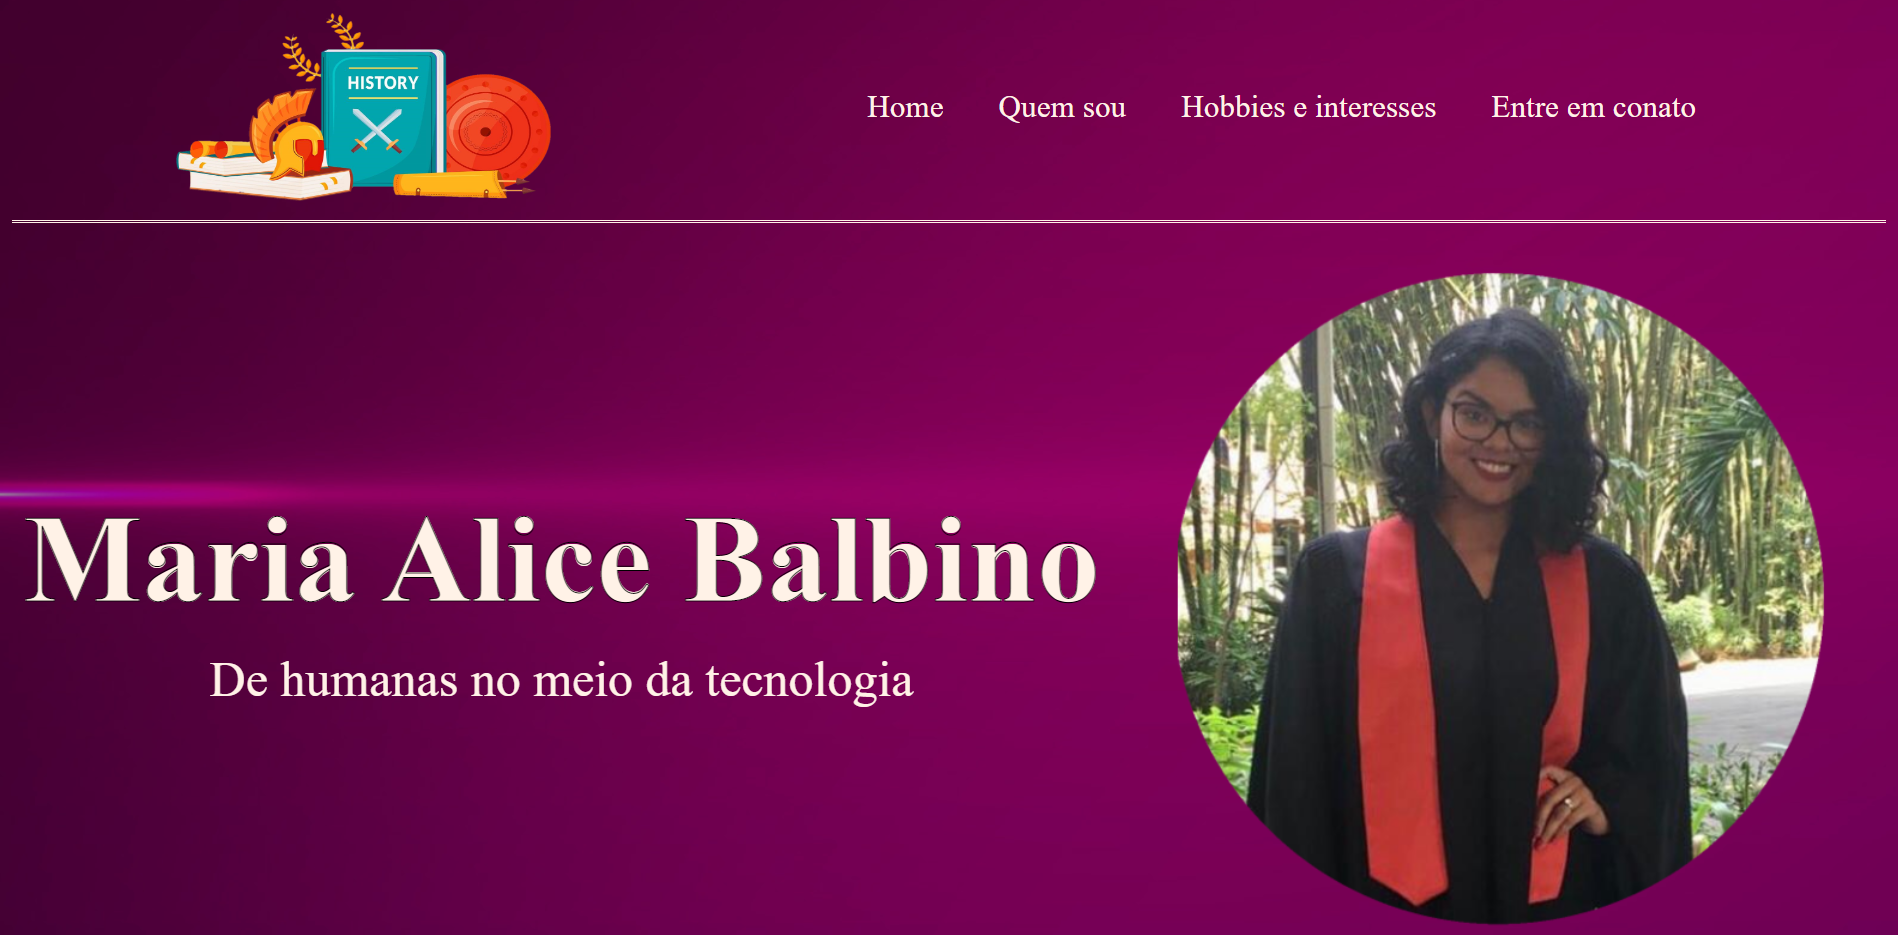 HISTORY
Home Quem sou Hobbies e interesses Entre em conato
Maria Alice Balbino
De humanas no meio da tecnologia